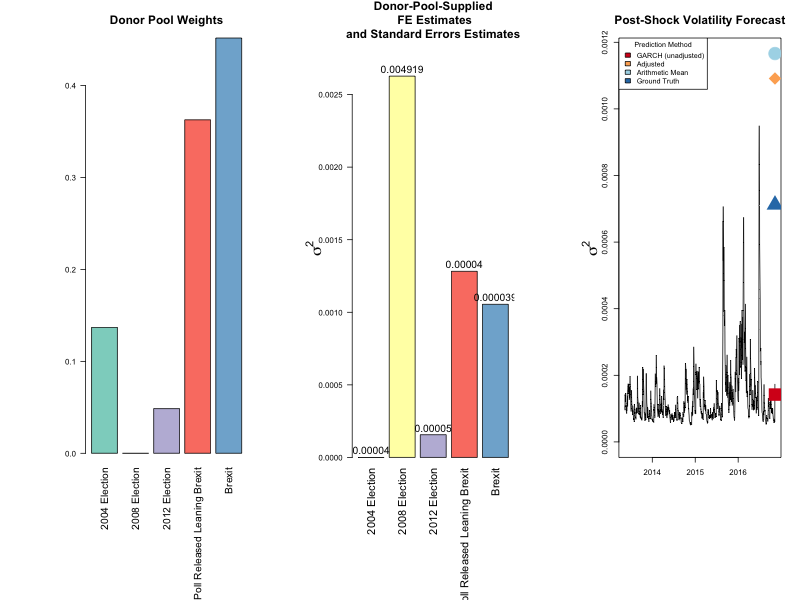 Donor Pool Weights
0.4
0.3
0.2
0.1
0.0
2004 Election
2008 Election
2012 Election
Poll Released Leaning Brexit
Brexit
Donor-Pool-Supplied
FE Estimates
and Standard Errors Estimates
σ2
0.0025
0.0020
0.0015
0.0010
0.0005
0.0000
0.00004
0.004919
0.00005
0.00004
0.000039
2004 Election
2008 Election
2012 Election
oll Released Leaning Brexit
Brexit
Post-Shock Volatility Forecast
σ2
0.0012
0.0010
0.0008
0.0006
0.0004
0.0002
0.0000
Prediction Method
GARCH (unadjusted)
Adjusted
Arithmetic Mean
Ground Truth
2014
2015
2016